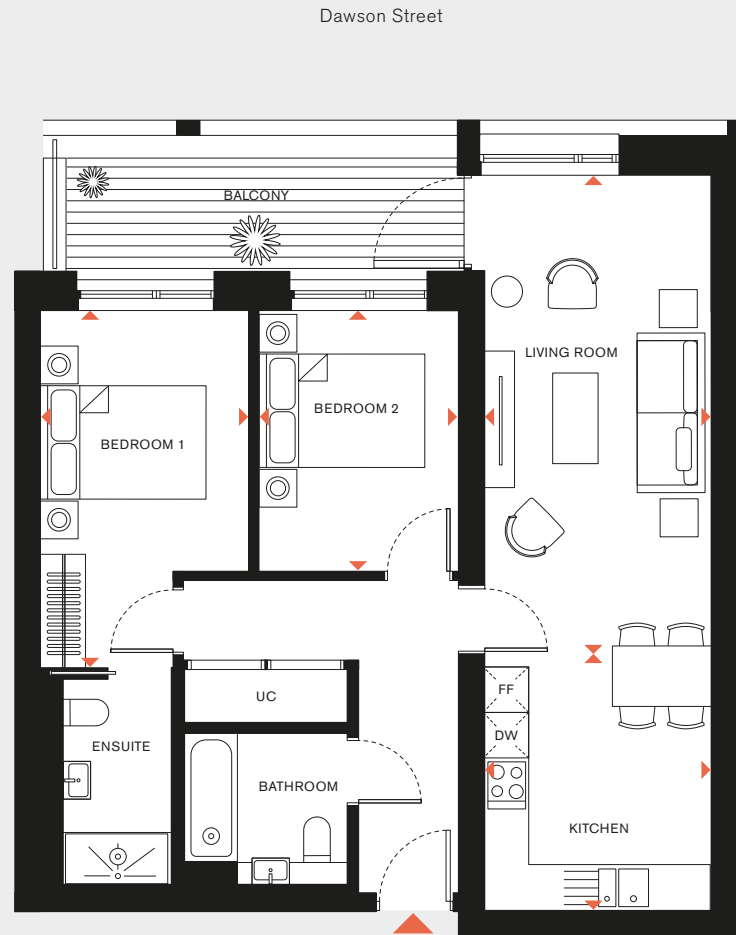 Dawson Street
BALCONY
LIVING ROOM
BEDROOM 2
BEDROOM 1
FF
UC
DW
ENSUITE
BATHROOM
KITCHEN